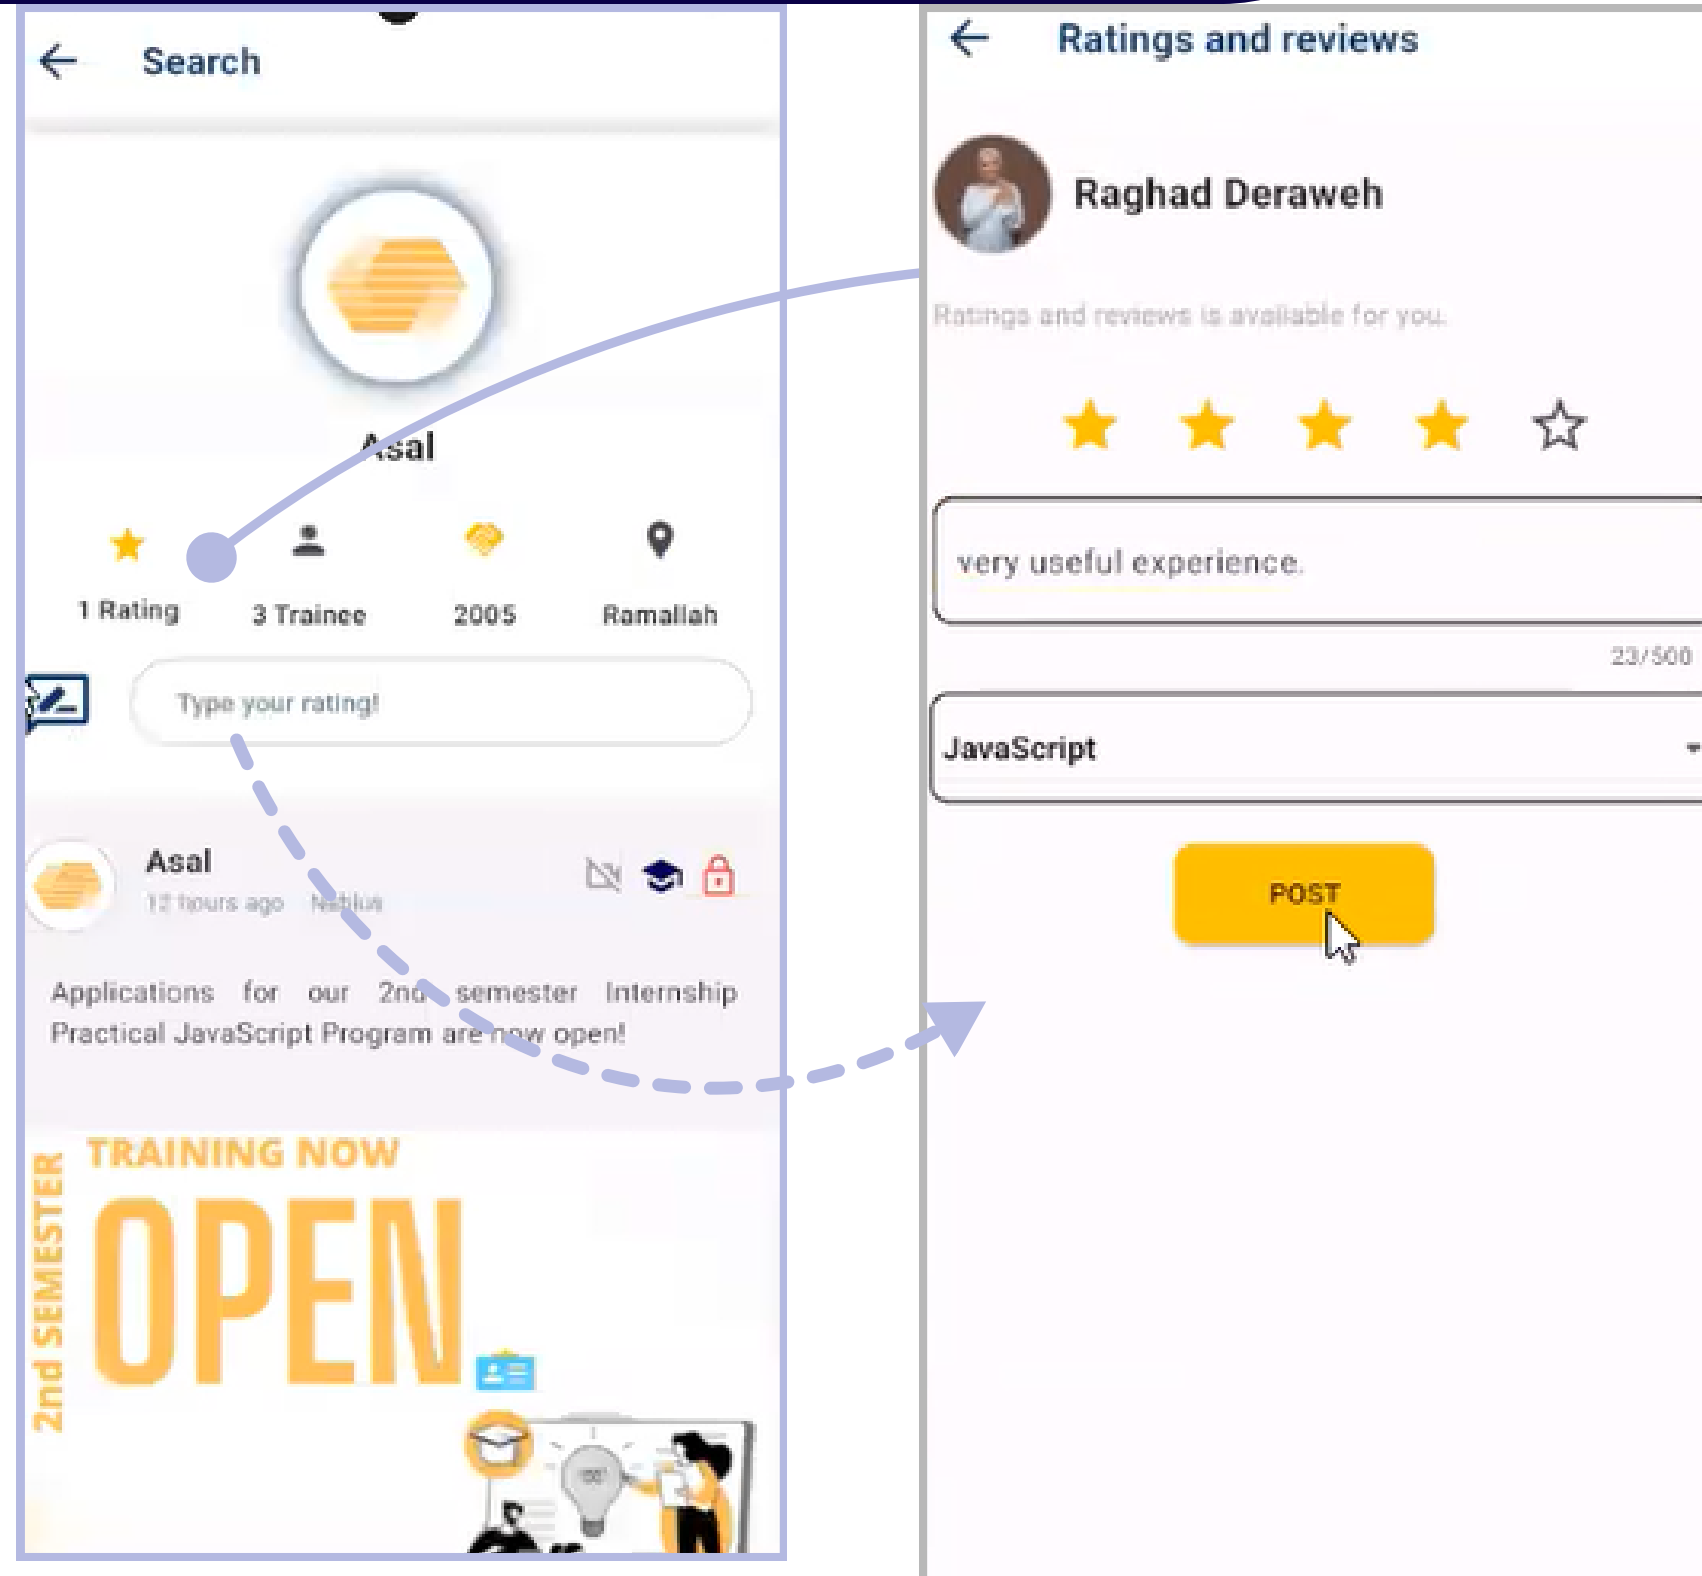 Search
Asal
1 Rating
3 Trainee
2005
Ramallah
Type your rating!
Asal
12 hours ago Nablus
Applications for our 2nd semester Internship
Practical JavaScript Program are now open!
2nd SEMESTER
TRAINING NOW
OPEN
Ratings and reviews
Raghad Deraweh
Ratings and reviews is available for you.
very useful experience.
23/500
JavaScript
POST